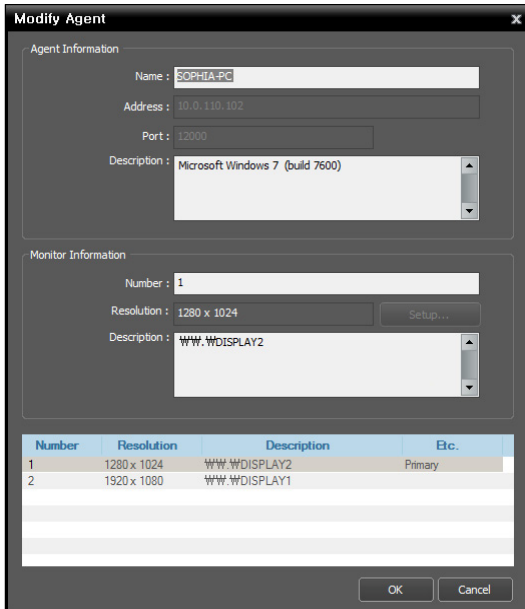 Modify Agent x
Agent Information
Name : SOPHIA-PC
Address : 10.0.110.102
Port : 12000
Description : Microsoft Windows 7 (build 7600)
Monitor Information
Number : 1
Resolution : 1280 x 1024 Setup...
Description : ₩₩.₩DISPLAY2
Number Resolution Description Etc.
1 1280 x 1024 ₩₩.₩DISPLAY2 Primary
2 1920 x 1080 ₩₩.₩DISPLAY1
OK Cancel